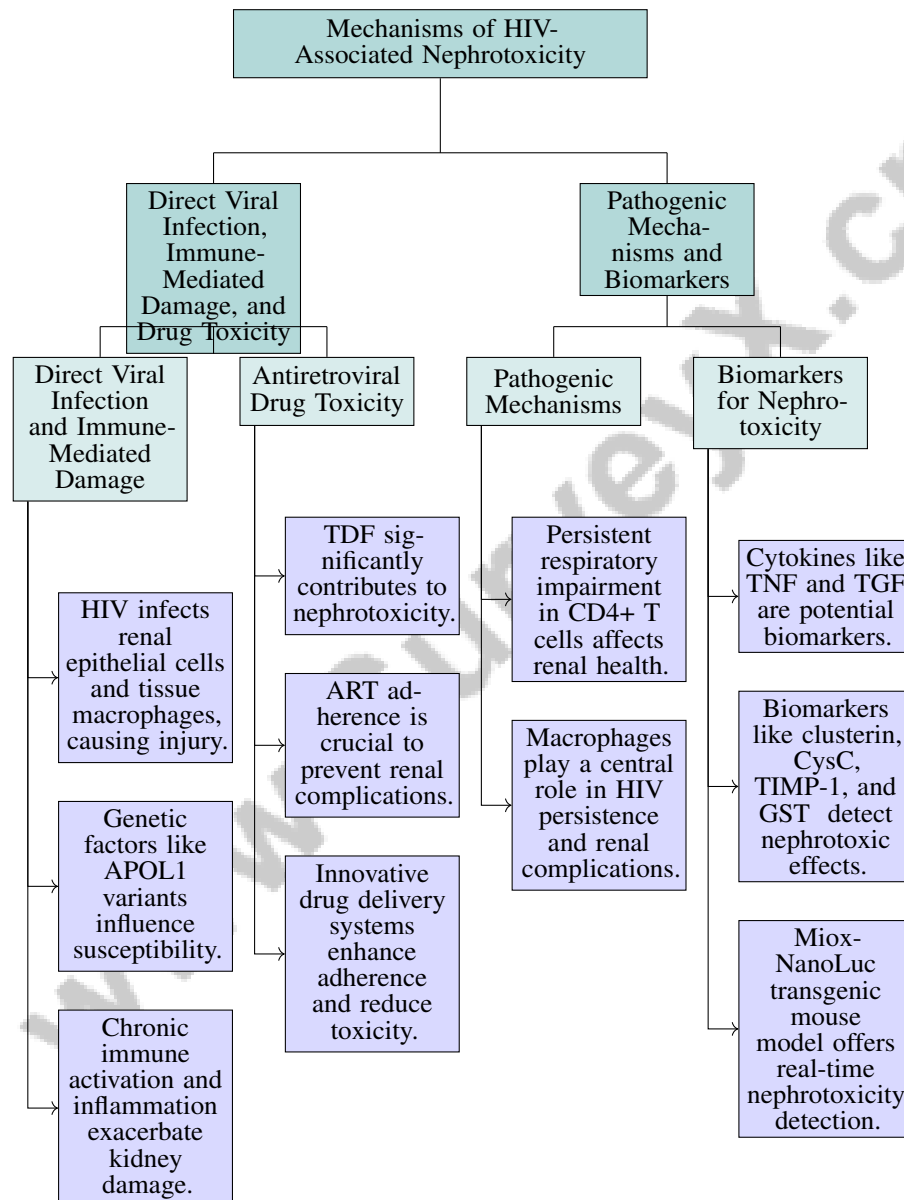 Mechanisms of HIV-
Associated Nephrotoxicity
Direct Viral
Infection,
Immune-
Mediated
Damage, and
Drug Toxicity
Pathogenic
Mecha-
nisms and
Biomarkers
Direct Viral
Infection
and Immune-
Mediated
Damage
Antiretroviral
Drug Toxicity
Pathogenic
Mechanisms
Biomarkers
for Nephro-
toxicity
HIV infects
renal
epithelial cells
and tissue
macrophages,
causing injury.
Genetic
factors like
APOL1
variants
influence
susceptibility.
Chronic
immune
activation and
inflammation
exacerbate
kidney
damage.
TDF sig-
nificantly
contributes to
nephrotoxicity.
ART ad-
herence is
crucial to
prevent renal
complications.
Innovative
drug delivery
systems
enhance
adherence
and reduce
toxicity.
Persistent
respiratory
impairment
in CD4+ T
cells affects
renal health.
Macrophages
play a central
role in HIV
persistence
and renal
complications.
Cytokines like
TNF and TGF
are potential
biomarkers.
Biomarkers
like clusterin,
CysC,
TIMP-1, and
GST detect
nephrotoxic
effects.
Miox-
NanoLuc
transgenic
mouse
model offers
real-time
nephrotoxicity
detection.